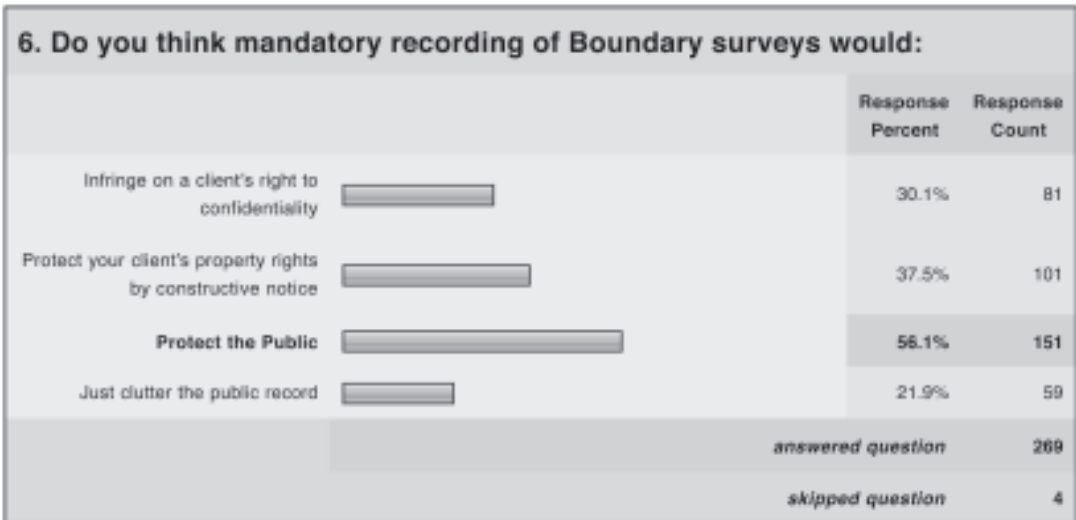 6. Do you think mandatory recording of Boundary surveys would:
Response Response
Percent Count
Infringe on a client's right to
confidentiality 30.1% 81
Protect your client's property rights
by constructive notice 37.5% 101
Protect the Public 56.1% 151
Just clutter the public record 21.9% 59
answered question 269
skipped question 4